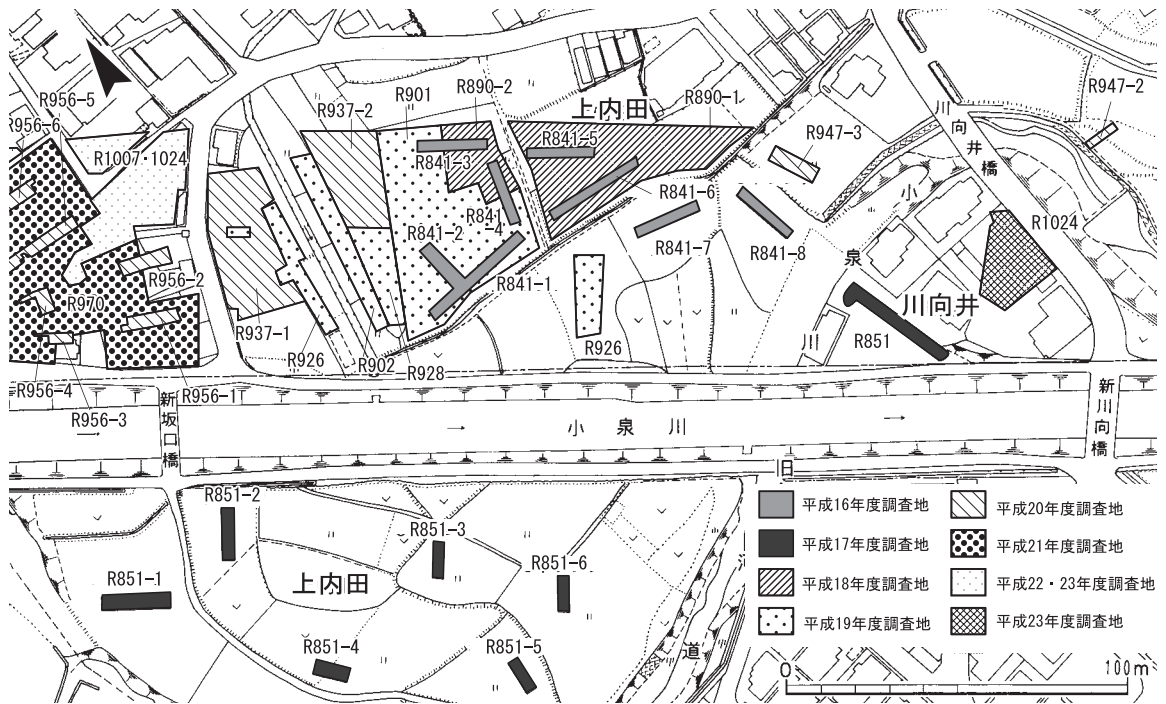 R956-5
R956-6
R1007・1024
R937-2
R901
R890-2
上内田
R890-1
R947-2
R947-3
川向井橋
R841-3
R841-5
R841-4
R841-6
R841-2
R841-7
R841-8
R841-1
R1024
小泉川
川向井
R851
R956-2
R970
R937-1
R926
R902
R928
R926
R956-4
R956-3
R956-1
新坂口橋
小泉川
新川向橋
旧
道
R851-2
R851-3
R851-6
R851-1
上内田
R851-4
R851-5
平成16年度調査地
平成17年度調査地
平成18年度調査地
平成19年度調査地
平成20年度調査地
平成21年度調査地
平成22・23年度調査地
平成23年度調査地
0 100m